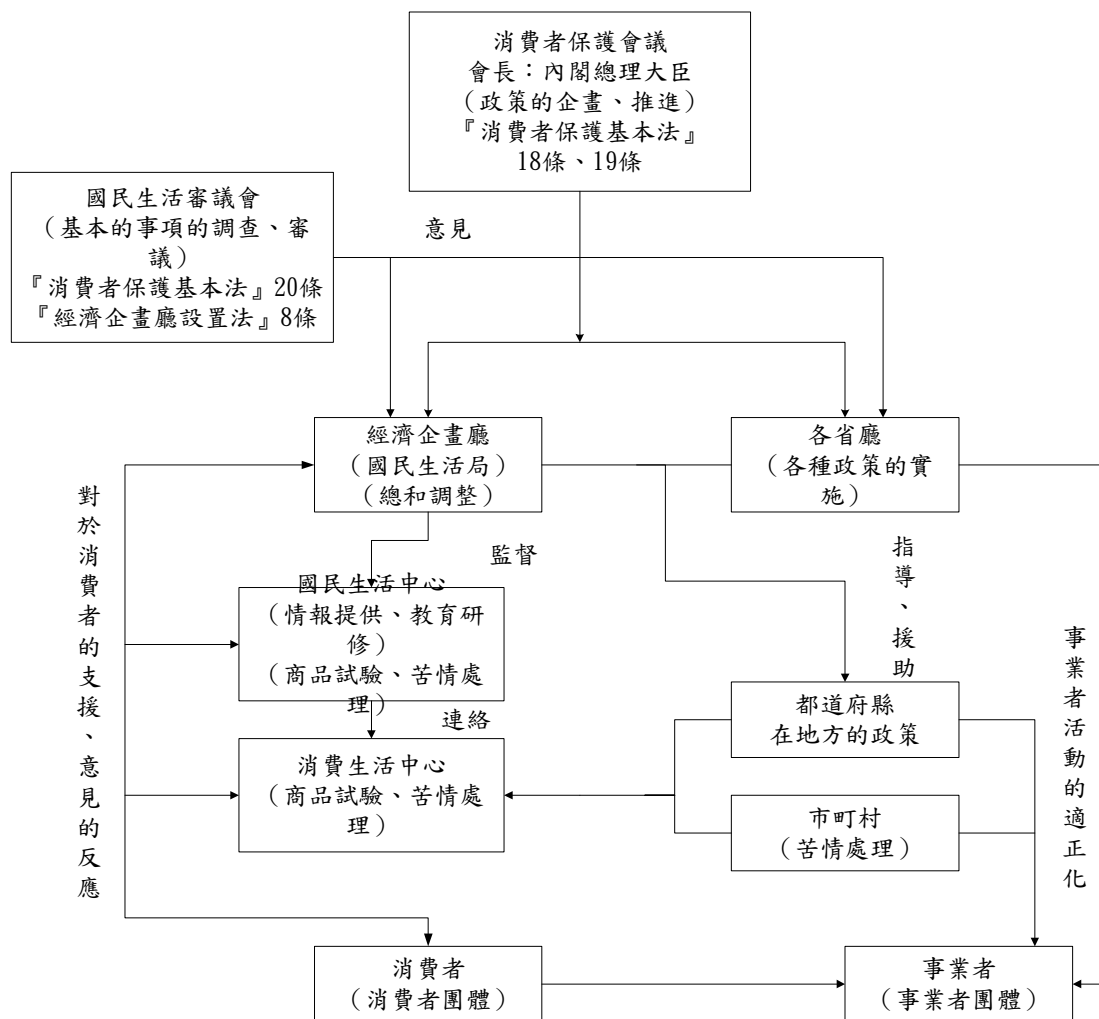 消費者保護會議
會長：內閣總理大臣
（政策的企畫、推進）
『消費者保護基本法』
18條、19條
國民生活審議會
（基本的事項的調查、審
議）
『消費者保護基本法』20條
『經濟企畫廳設置法』8條
意見
經濟企畫廳
（國民生活局）
（總和調整）
各省廳
（各種政策的實
施）
對於消費者的支援、意見的反應
監督
指導、援助
國民生活中心
（情報提供、教育研
修）
（商品試驗、苦情處
理）
事業者活動的適正化
連絡
都道府縣
在地方的政策
消費生活中心
（商品試驗、苦情處
理）
市町村
（苦情處理）
消費者
（消費者團體）
事業者
（事業者團體）